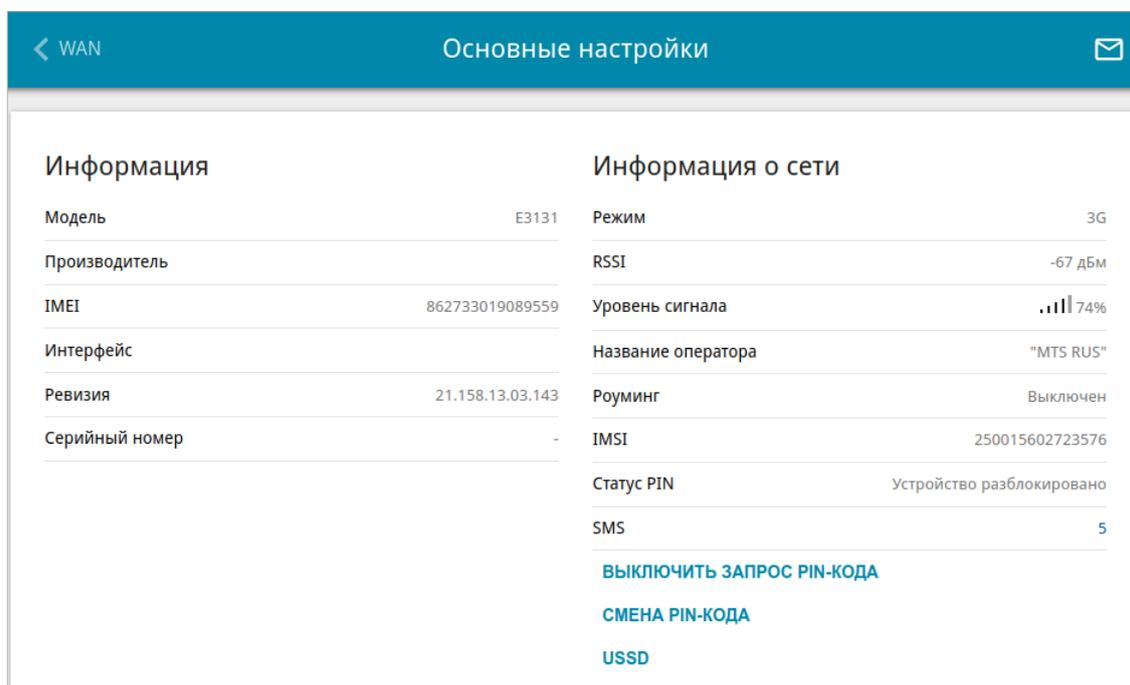 WAN
Основные настройки
Информация
Модель E3131
Производитель
IMEI 862733019089559
Интерфейс
Ревизия 21.158.13.03.143
Серийный номер -
Информация о сети
Режим 3G
RSSI -67 дБм
Уровень сигнала 74%
Название оператора "MTS RUS"
Роуминг Выключен
IMSI 250015602723576
Статус PIN Устройство разблокировано
SMS 5
ВЫКЛЮЧИТЬ ЗАПРОС PIN-КОДА
СМЕНА PIN-КОДА
USSD